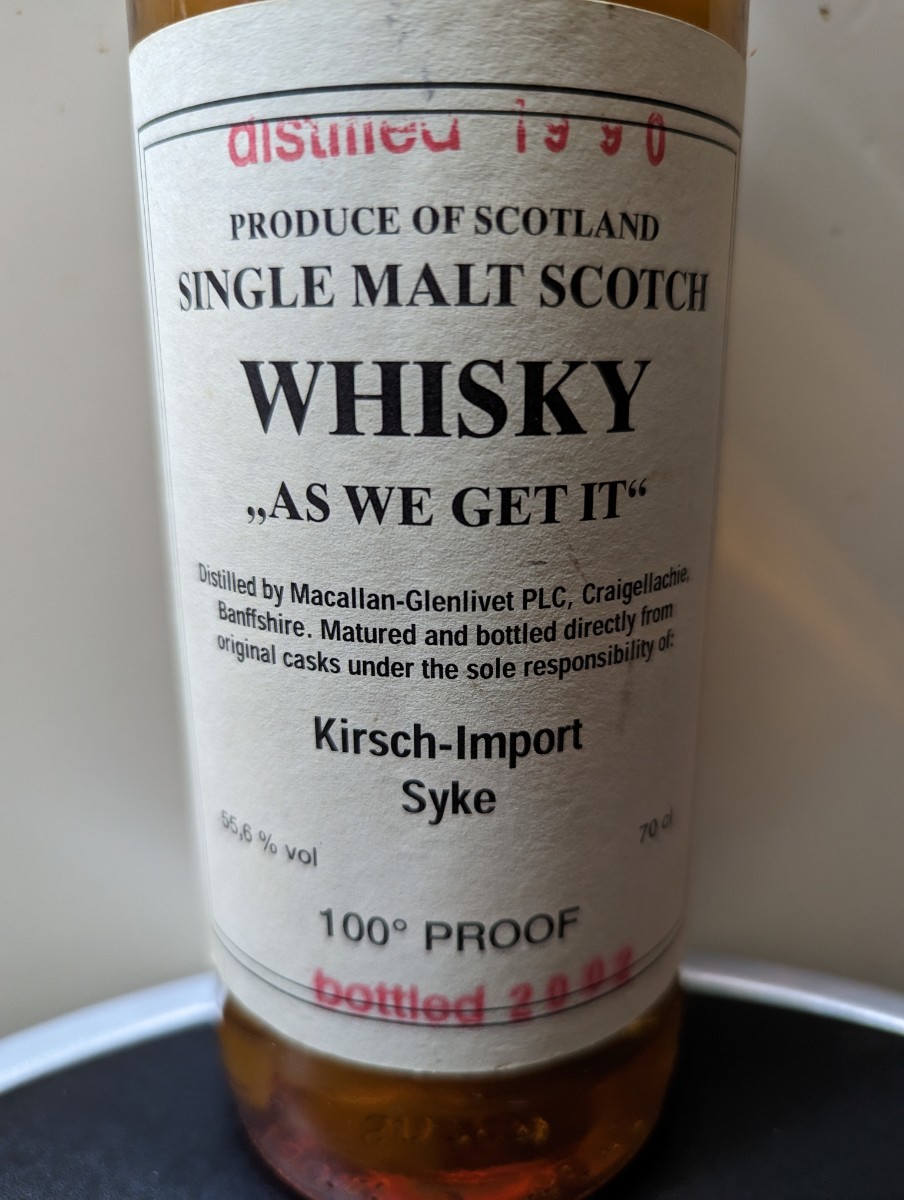 distilled 1990
PRODUCE OF SCOTLAND
SINGLE MALT SCOTCH
WHISKY
„AS WE GET IT“
Distilled by Macallan-Glenlivet PLC, Craigellachie,
Banffshire. Matured and bottled directly from
original casks under the sole responsibility of:
Kirsch-Import
Syke
55,6 % vol
70 cl
100° PROOF
bottled